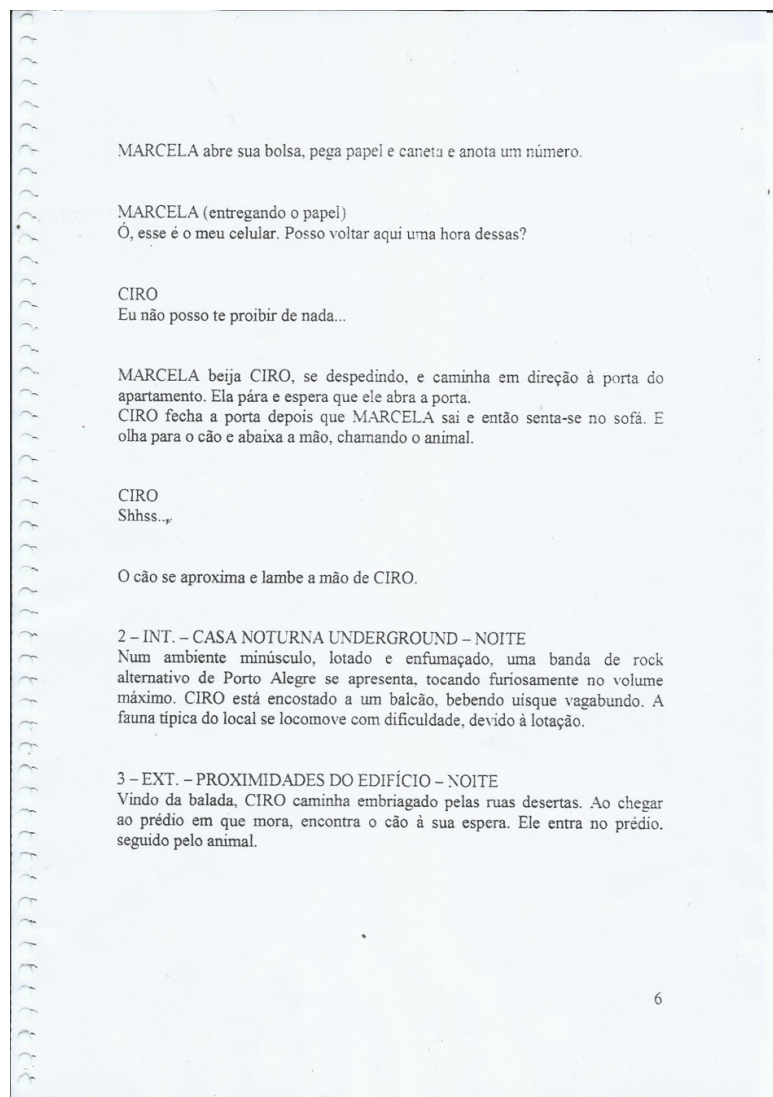 MARCELA abre sua bolsa, pega papel e caneta e anota um número.
MARCELA (entregando o papel)
Ó, esse é o meu celular. Posso voltar aqui uma hora dessas?
CIRO
Eu não posso te proibir de nada...
MARCELA beija CIRO, se despedindo, e caminha em direção à porta do
apartamento. Ela pára e espera que ele abra a porta.
CIRO fecha a porta depois que MARCELA sai e então senta-se no sofá. E
olha para o cão e abaixa a mão, chamando o animal.
CIRO
Shhss...
O cão se aproxima e lambe a mão de CIRO.
2 – INT. – CASA NOTURNA UNDERGROUND – NOITE
Num ambiente minúsculo, lotado e enfumaçado, uma banda de rock
alternativo de Porto Alegre se apresenta, tocando furiosamente no volume
máximo. CIRO está encostado a um balcão, bebendo uísque vagabundo. A
fauna típica do local se locomove com dificuldade, devido à lotação.
3 – EXT. – PROXIMIDADES DO EDIFÍCIO – NOITE
Vindo da balada, CIRO caminha embriagado pelas ruas desertas. Ao chegar
ao prédio em que mora, encontra o cão à sua espera. Ele entra no prédio,
seguido pelo animal.
6